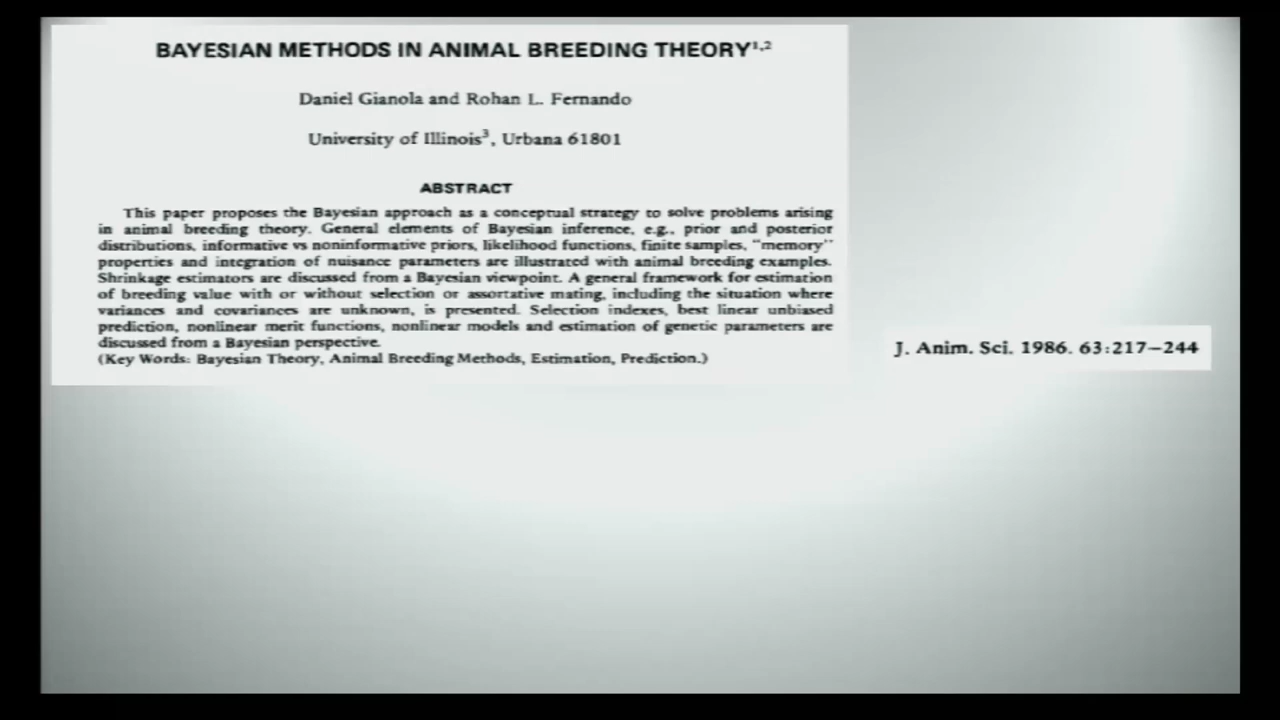 BAYESIAN METHODS IN ANIMAL BREEDING THEORY1,2
Daniel Gianola and Rohan L. Fernando
University of Illinois3, Urbana 61801
ABSTRACT
This paper proposes the Bayesian approach as a conceptual strategy to solve problems arising
in animal breeding theory. General elements of Bayesian inference, e.g., prior and posterior
distributions, informative vs noninformative priors, likelihood functions, finite samples, "memory"
properties and integration of nuisance parameters are illustrated with animal breeding examples.
Shrinkage estimators are discussed from a Bayesian viewpoint. A general framework for estimation
of breeding value with or without selection or assortative mating, including the situation where
variances and covariances are unknown, is presented. Selection indexes, best linear unbiased
prediction, nonlinear merit functions, nonlinear models and estimation of genetic parameters are
discussed from a Bayesian perspective.
(Key Words: Bayesian Theory, Animal Breeding Methods, Estimation, Prediction.)
J. Anim. Sci. 1986. 63:217–244